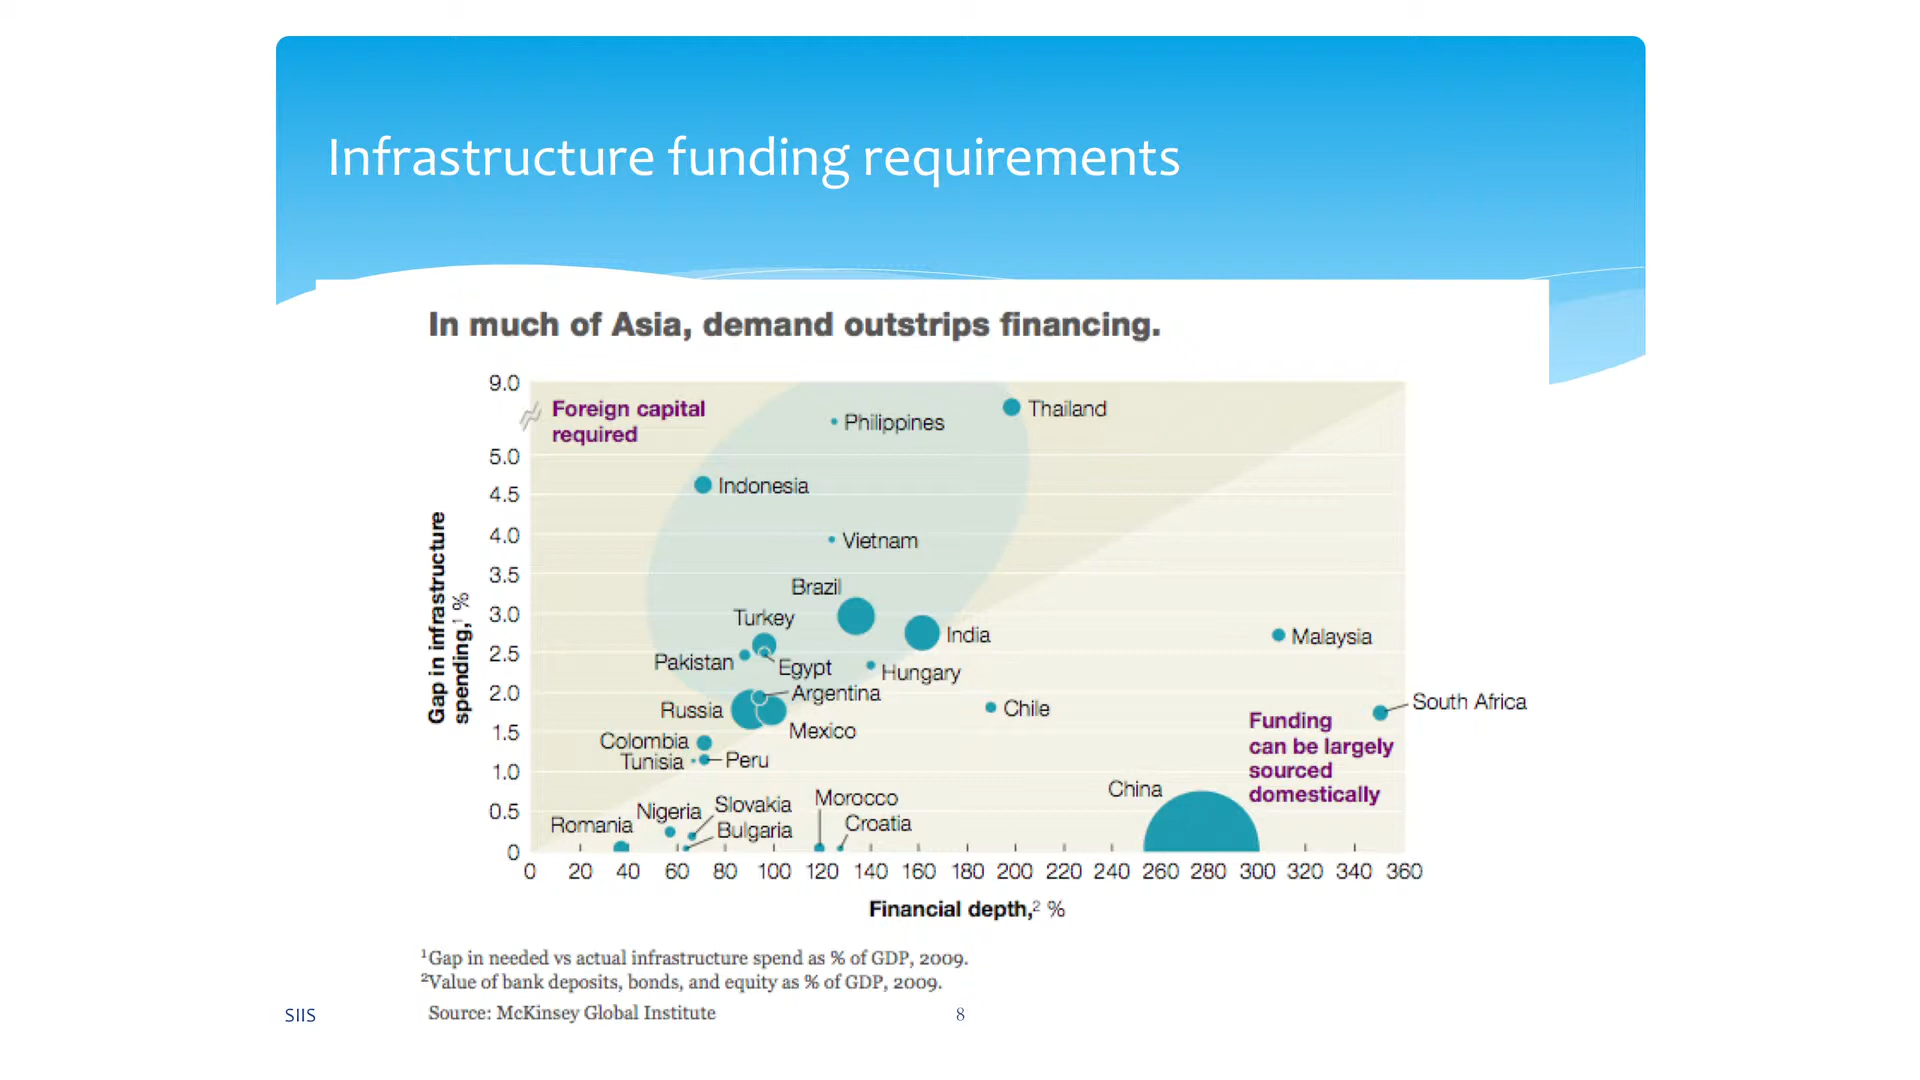 Infrastructure funding requirements
In much of Asia, demand outstrips financing.
9.0
5.0
4.5
4.0
3.5
3.0
2.5
2.0
1.5
1.0
0.5
0
Gap in infrastructure
spending,¹ %
Foreign capital
required
Philippines
Thailand
Indonesia
Vietnam
Brazil
Turkey
India
Malaysia
Pakistan
Egypt
Hungary
Argentina
South Africa
Russia
Chile
Mexico
Funding
can be largely
sourced
domestically
Colombia
Tunisia
Peru
China
Nigeria
Slovakia
Morocco
Romania
Bulgaria
Croatia
0 20 40 60 80 100 120 140 160 180 200 220 240 260 280 300 320 340 360
Financial depth,² %
¹Gap in needed vs actual infrastructure spend as % of GDP, 2009.
²Value of bank deposits, bonds, and equity as % of GDP, 2009.
Source: McKinsey Global Institute
SIIS
8